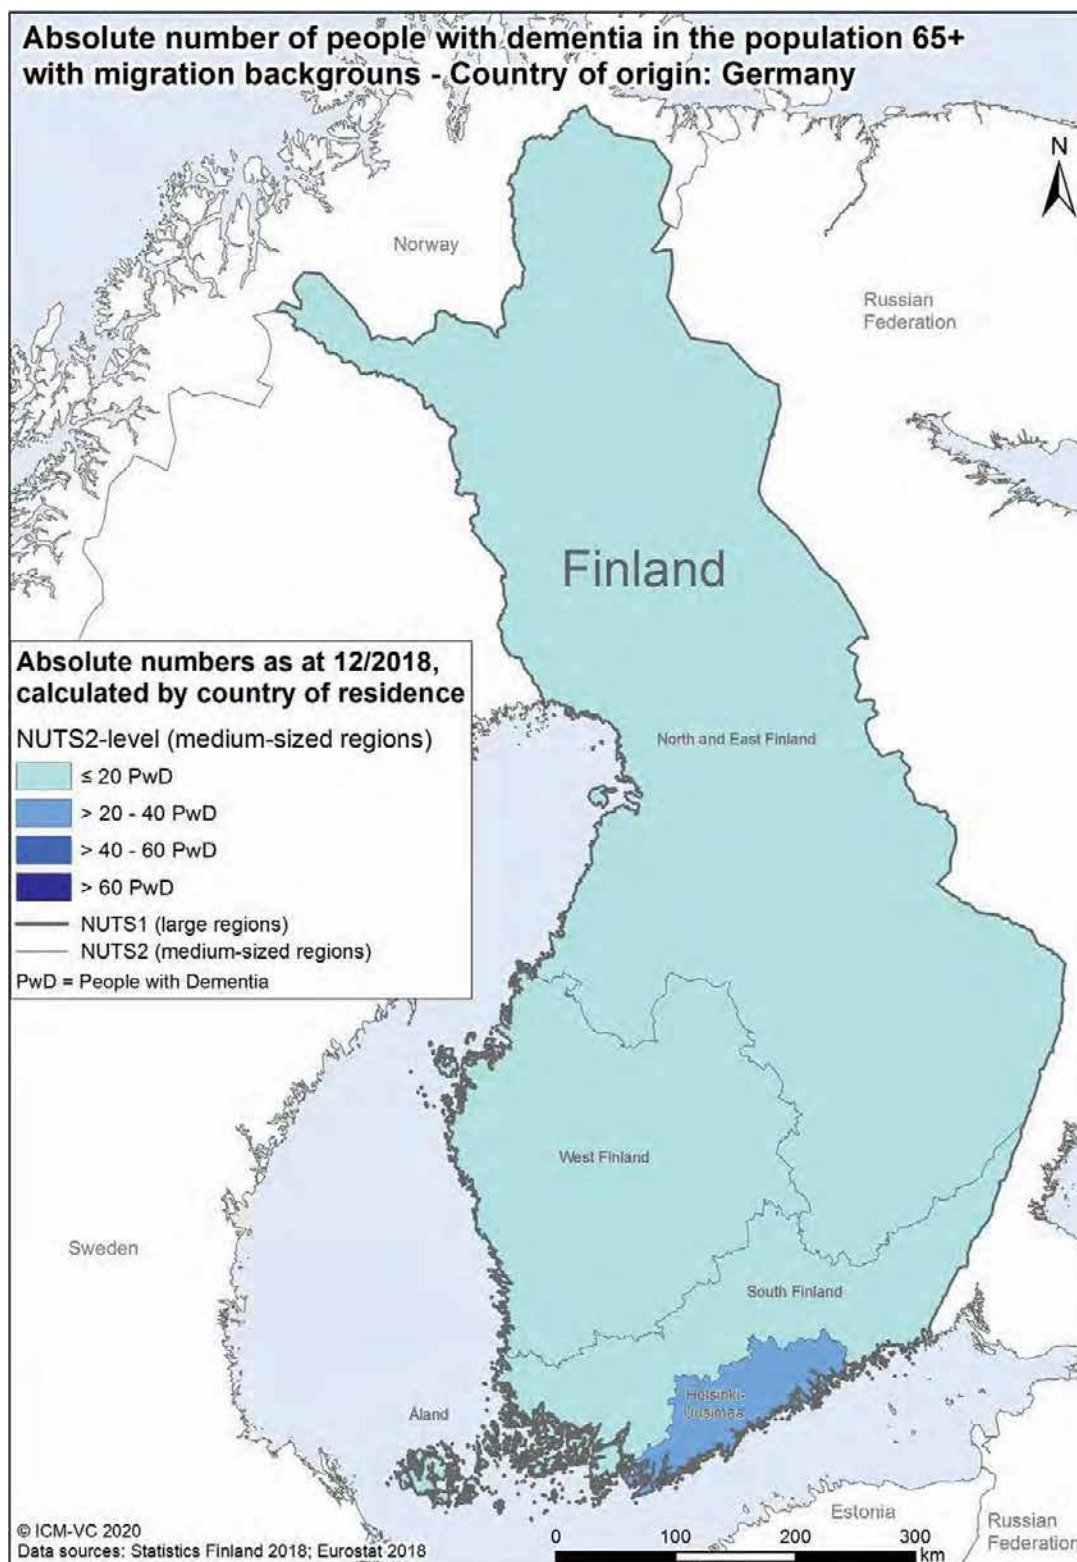 Absolute number of people with dementia in the population 65+
with migration backgrouns - Country of origin: Germany
N
Norway
Russian
Federation
Finland
Absolute numbers as at 12/2018,
calculated by country of residence
NUTS2-level (medium-sized regions)
≤ 20 PwD
> 20 - 40 PwD
> 40 - 60 PwD
> 60 PwD
NUTS1 (large regions)
NUTS2 (medium-sized regions)
PwD = People with Dementia
North and East Finland
West Finland
Sweden
South Finland
Helsinki-
Uusimaa
Åland
Estonia
Russian
Federation
© ICM-VC 2020
Data sources: Statistics Finland 2018; Eurostat 2018
0 100 200 300
km